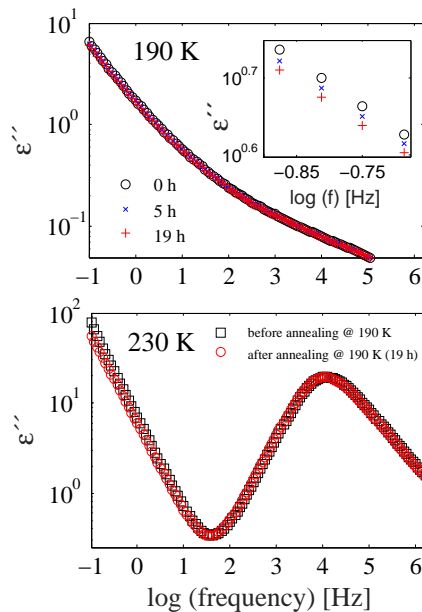 190 K
10^1
10^0
10^-1
ε´´
−1 0 1 2 3 4 5 6
0 h
5 h
19 h
10^0.7
10^0.6
ε´´
−0.85 −0.75
log (f) [Hz]
230 K
before annealing @ 190 K
after annealing @ 190 K (19 h)
10^2
10^1
10^0
ε´´
−1 0 1 2 3 4 5 6
log (frequency) [Hz]